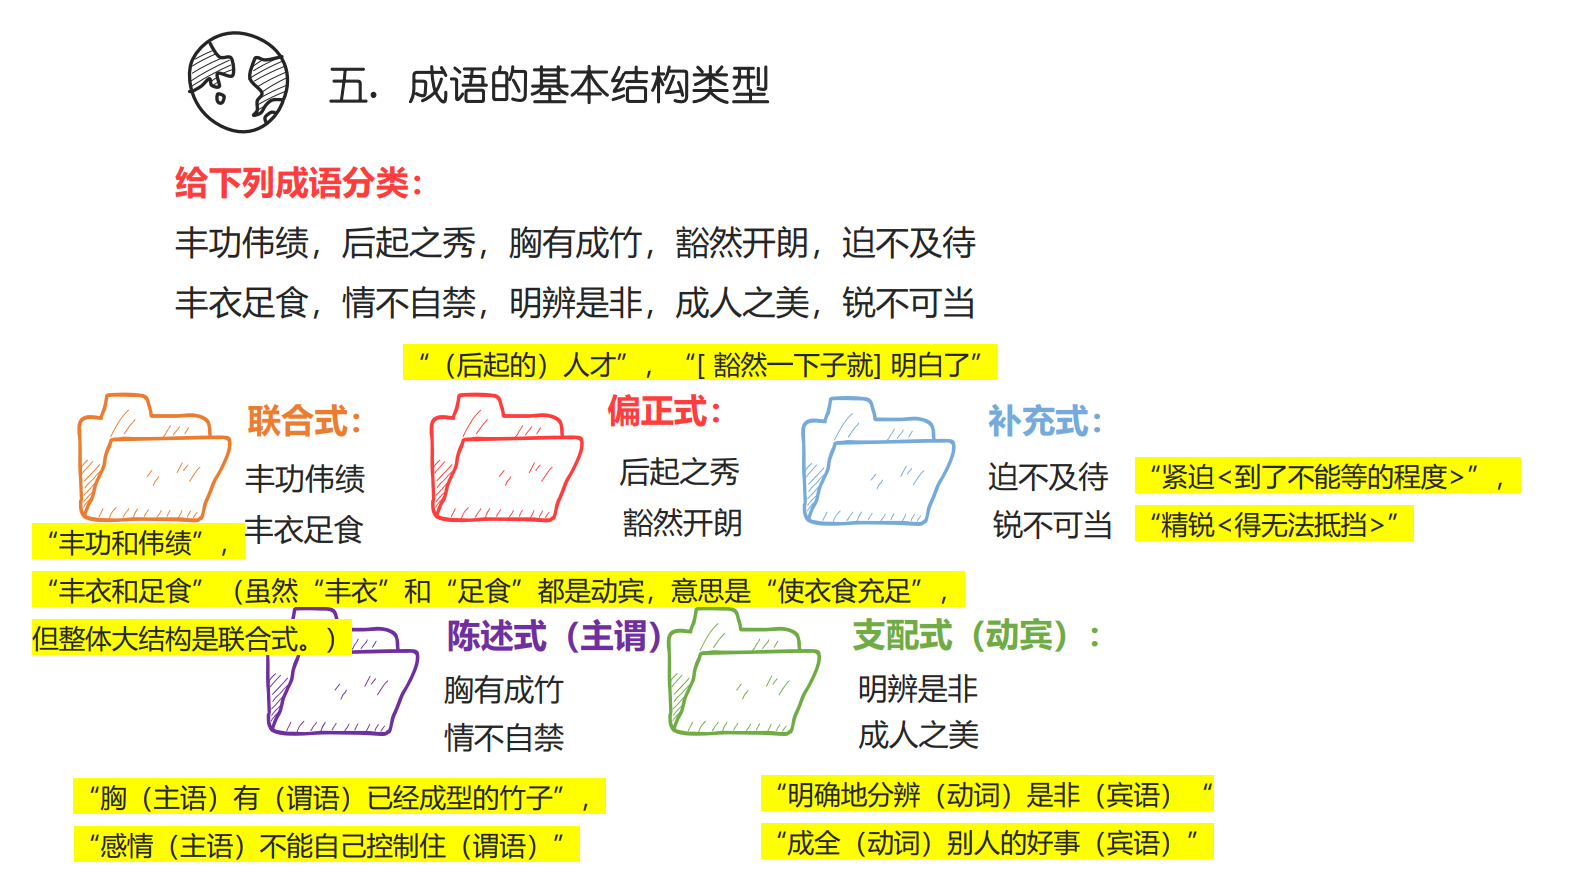 五． 成语的基本结构类型
给下列成语分类：
丰功伟绩，后起之秀，胸有成竹，豁然开朗，迫不及待
丰衣足食，情不自禁，明辨是非，成人之美，锐不可当
“（后起的）人才”，“[ 豁然一下子就] 明白了”
联合式：
丰功伟绩
丰衣足食
“丰功和伟绩”，
“丰衣和足食”（虽然“丰衣”和“足食”都是动宾，意思是“使衣食充足”，
但整体大结构是联合式。）
偏正式：
后起之秀
豁然开朗
补充式：
迫不及待
锐不可当
“紧迫<到了不能等的程度>”，
“精锐<得无法抵挡>”
陈述式（主谓）
胸有成竹
情不自禁
“胸（主语）有（谓语）已经成型的竹子”，
“感情（主语）不能自己控制住（谓语）”
支配式（动宾）：
明辨是非
成人之美
“明确地分辨（动词）是非（宾语）“
“成全（动词）别人的好事（宾语）”